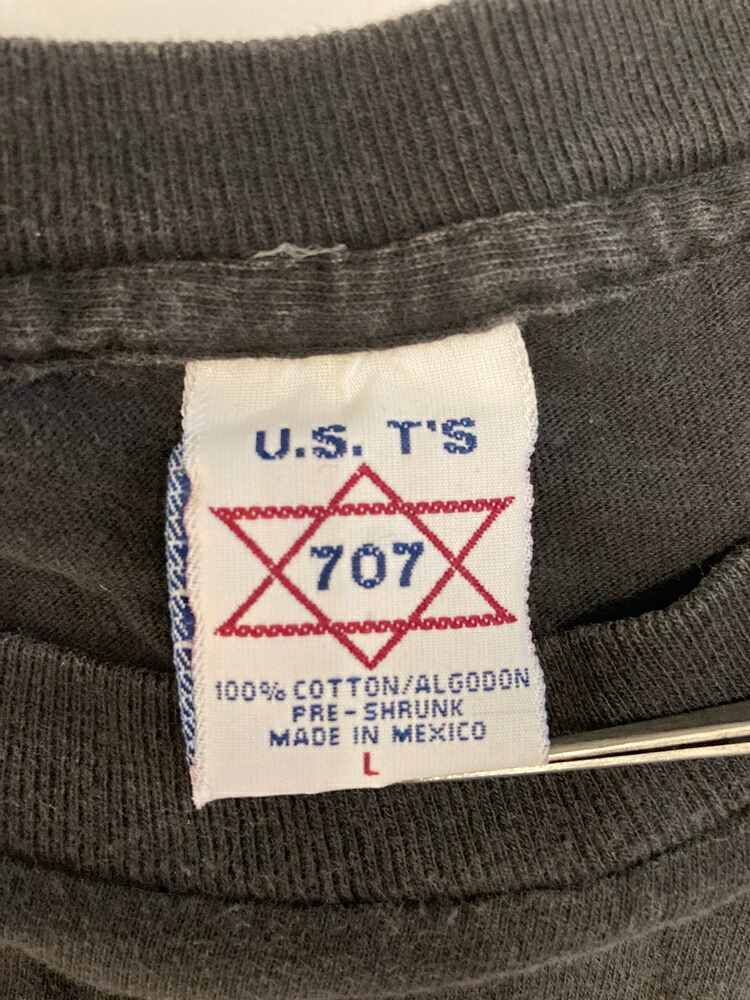 U.S. T'S
707
100% COTTON/ALGODON
PRE-SHRUNK
MADE IN MEXICO
L